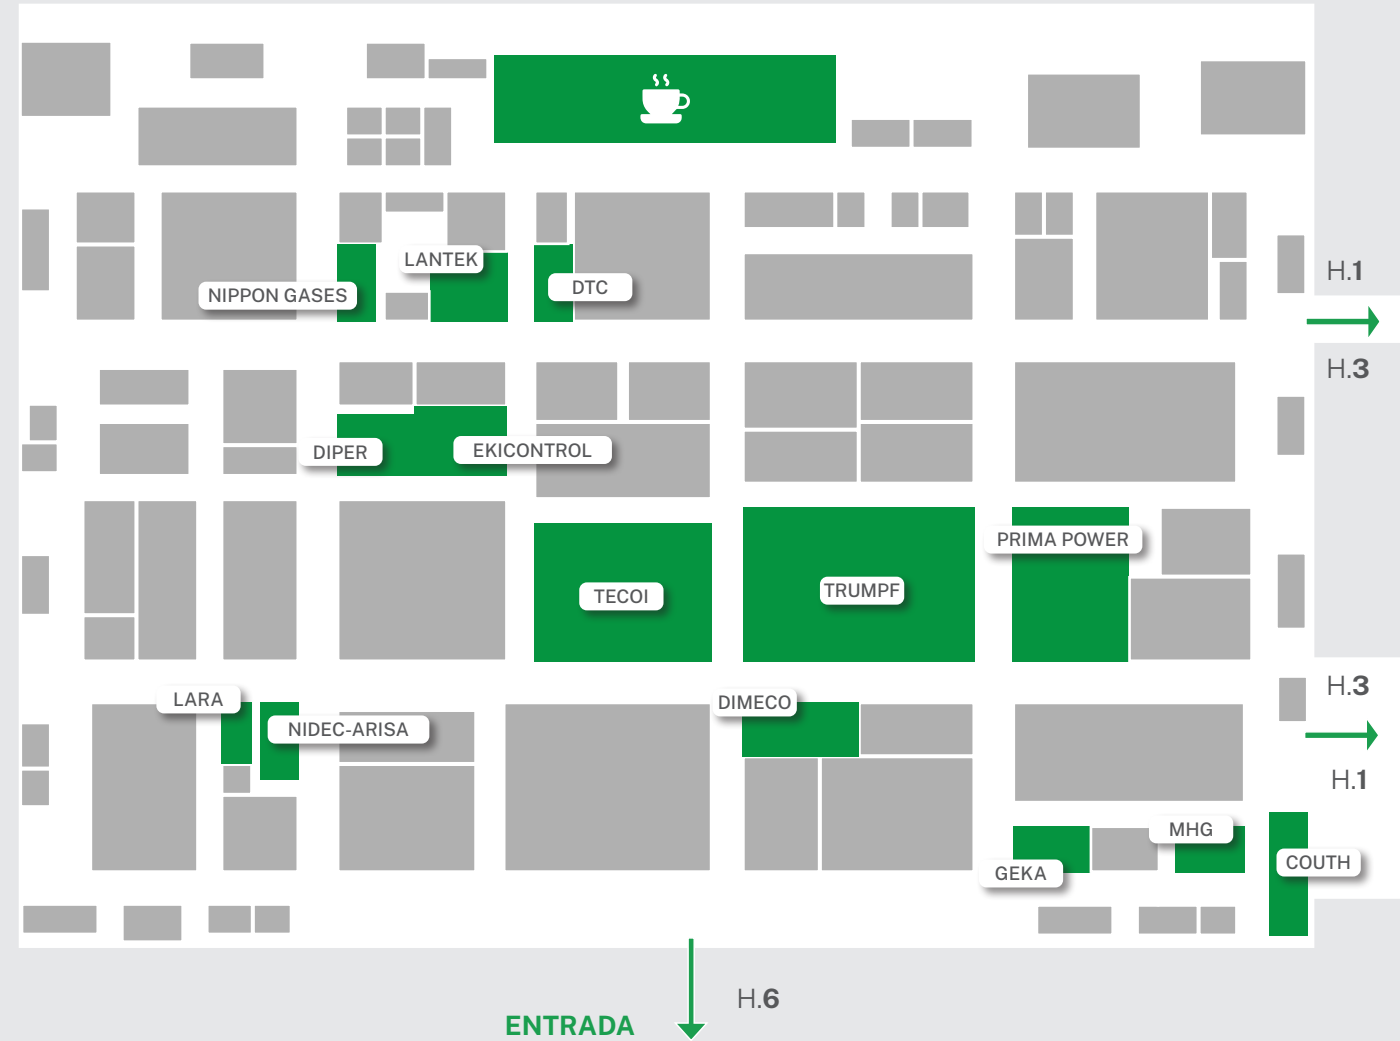 LANTEK
H.1
NIPPON GASES
DTC
H.3
DIPER
EKICONTROL
PRIMA POWER
TECOI
TRUMPF
H.3
LARA
DIMECO
NIDEC-ARISA
H.1
MHG
COUTH
GEKA
H.6
ENTRADA